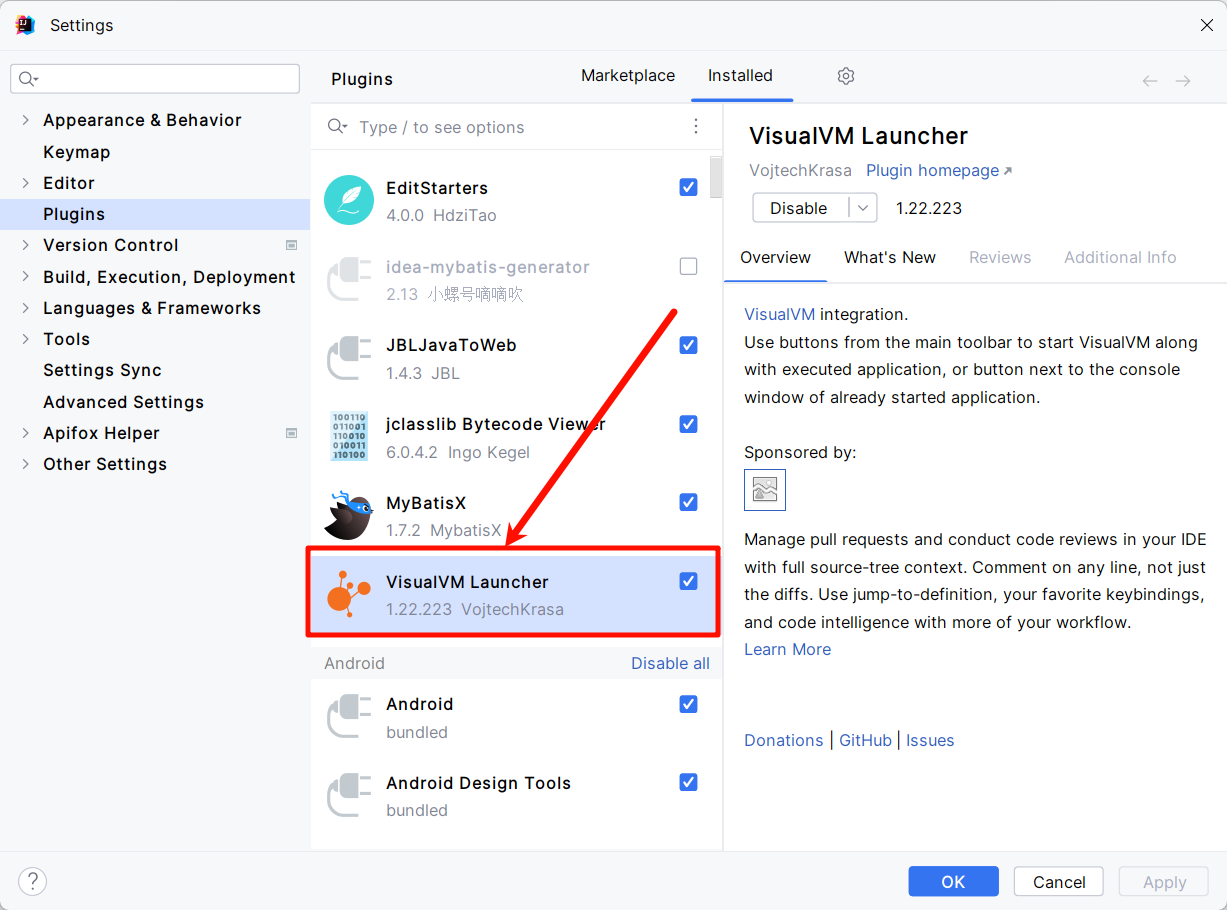 Settings
Appearance & Behavior
Keymap
Editor
Plugins
Version Control
Build, Execution, Deployment
Languages & Frameworks
Tools
Settings Sync
Advanced Settings
Apifox Helper
Other Settings
Plugins
Marketplace
Installed
Type / to see options
EditStarters
4.0.0 HdziTao
idea-mybatis-generator
2.13 小螺号嘀嘀吹
JBLJavaToWeb
1.4.3 JBL
100110
011001
110010
010011
110100
jclasslib Bytecode Viewer
6.0.4.2 Ingo Kegel
MyBatisX
1.7.2 MybatisX
VisualVM Launcher
1.22.223 VojtechKrasa
Android
Disable all
Android
bundled
Android Design Tools
bundled
VisualVM Launcher
VojtechKrasa Plugin homepage
Disable
1.22.223
Overview
What's New
Reviews
Additional Info
VisualVM integration.
Use buttons from the main toolbar to start VisualVM along
with executed application, or button next to the console
window of already started application.
Sponsored by:
Manage pull requests and conduct code reviews in your IDE
with full source-tree context. Comment on any line, not just
the diffs. Use jump-to-definition, your favorite keybindings,
and code intelligence with more of your workflow.
Learn More
Donations | GitHub | Issues
?
OK
Cancel
Apply